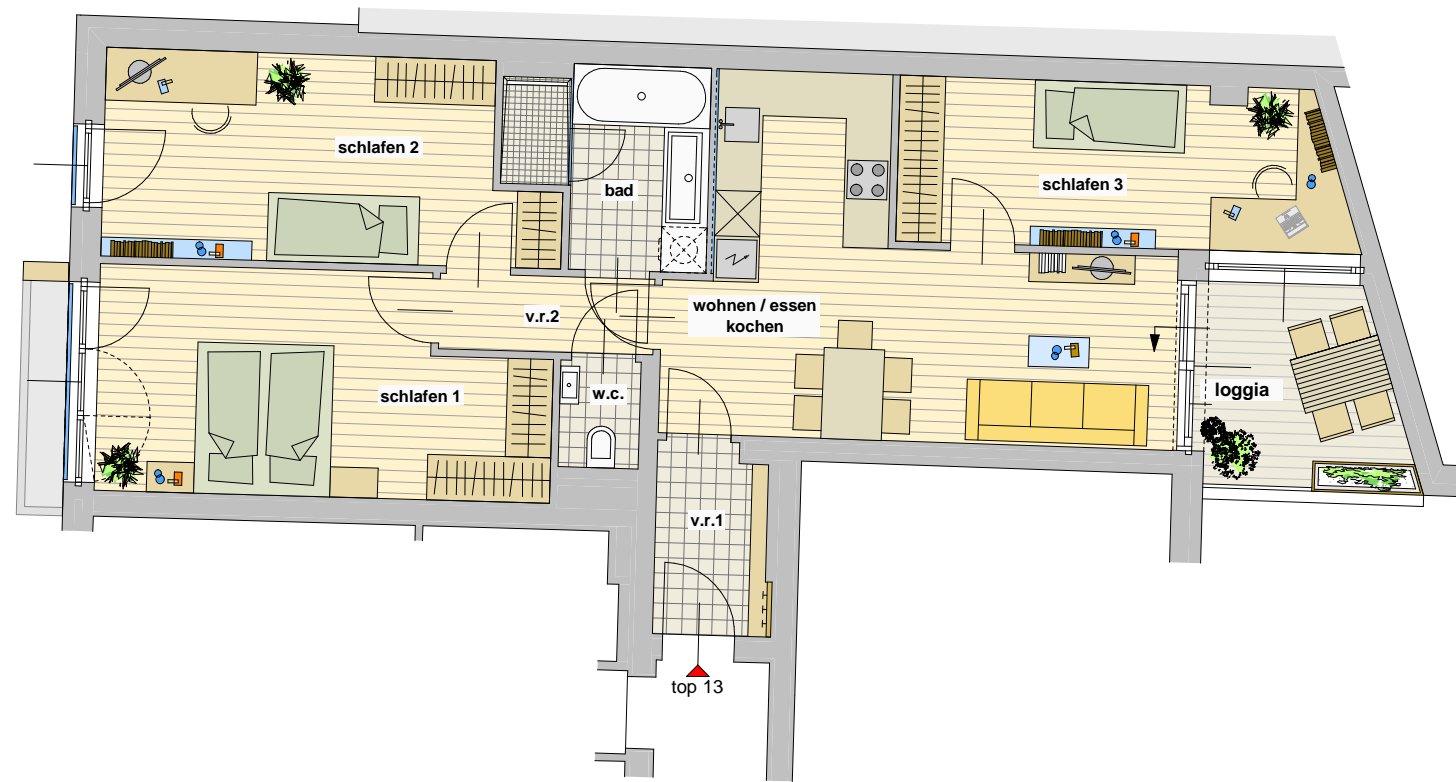 schlafen 2
bad
schlafen 3
v.r.2
wohnen / essen
kochen
schlafen 1
w.c.
loggia
v.r.1
top 13